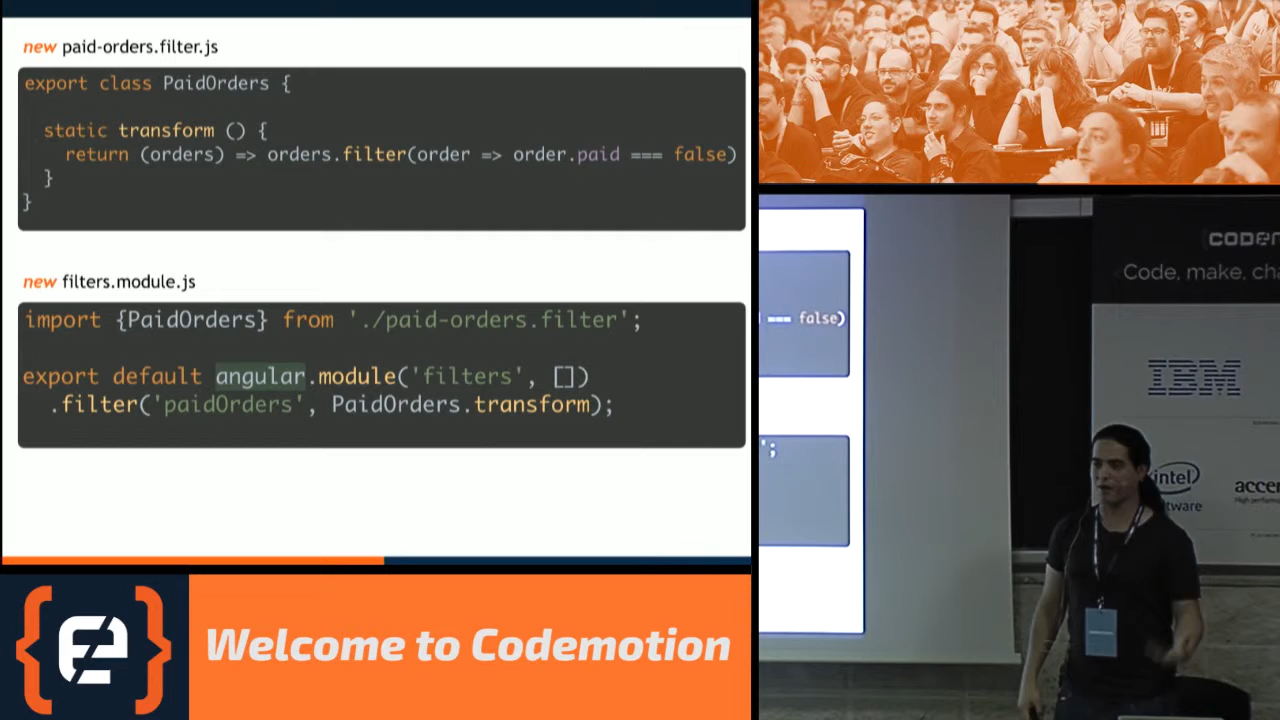 new paid-orders.filter.js
export class PaidOrders {
static transform () {
return (orders) => orders.filter(order => order.paid === false)
}
}
new filters.module.js
import {PaidOrders} from './paid-orders.filter';
export default angular.module('filters', [])
.filter('paidOrders', PaidOrders.transform);
Welcome to Codemotion
=== false)
';
Code, make, cha
IBM
intel